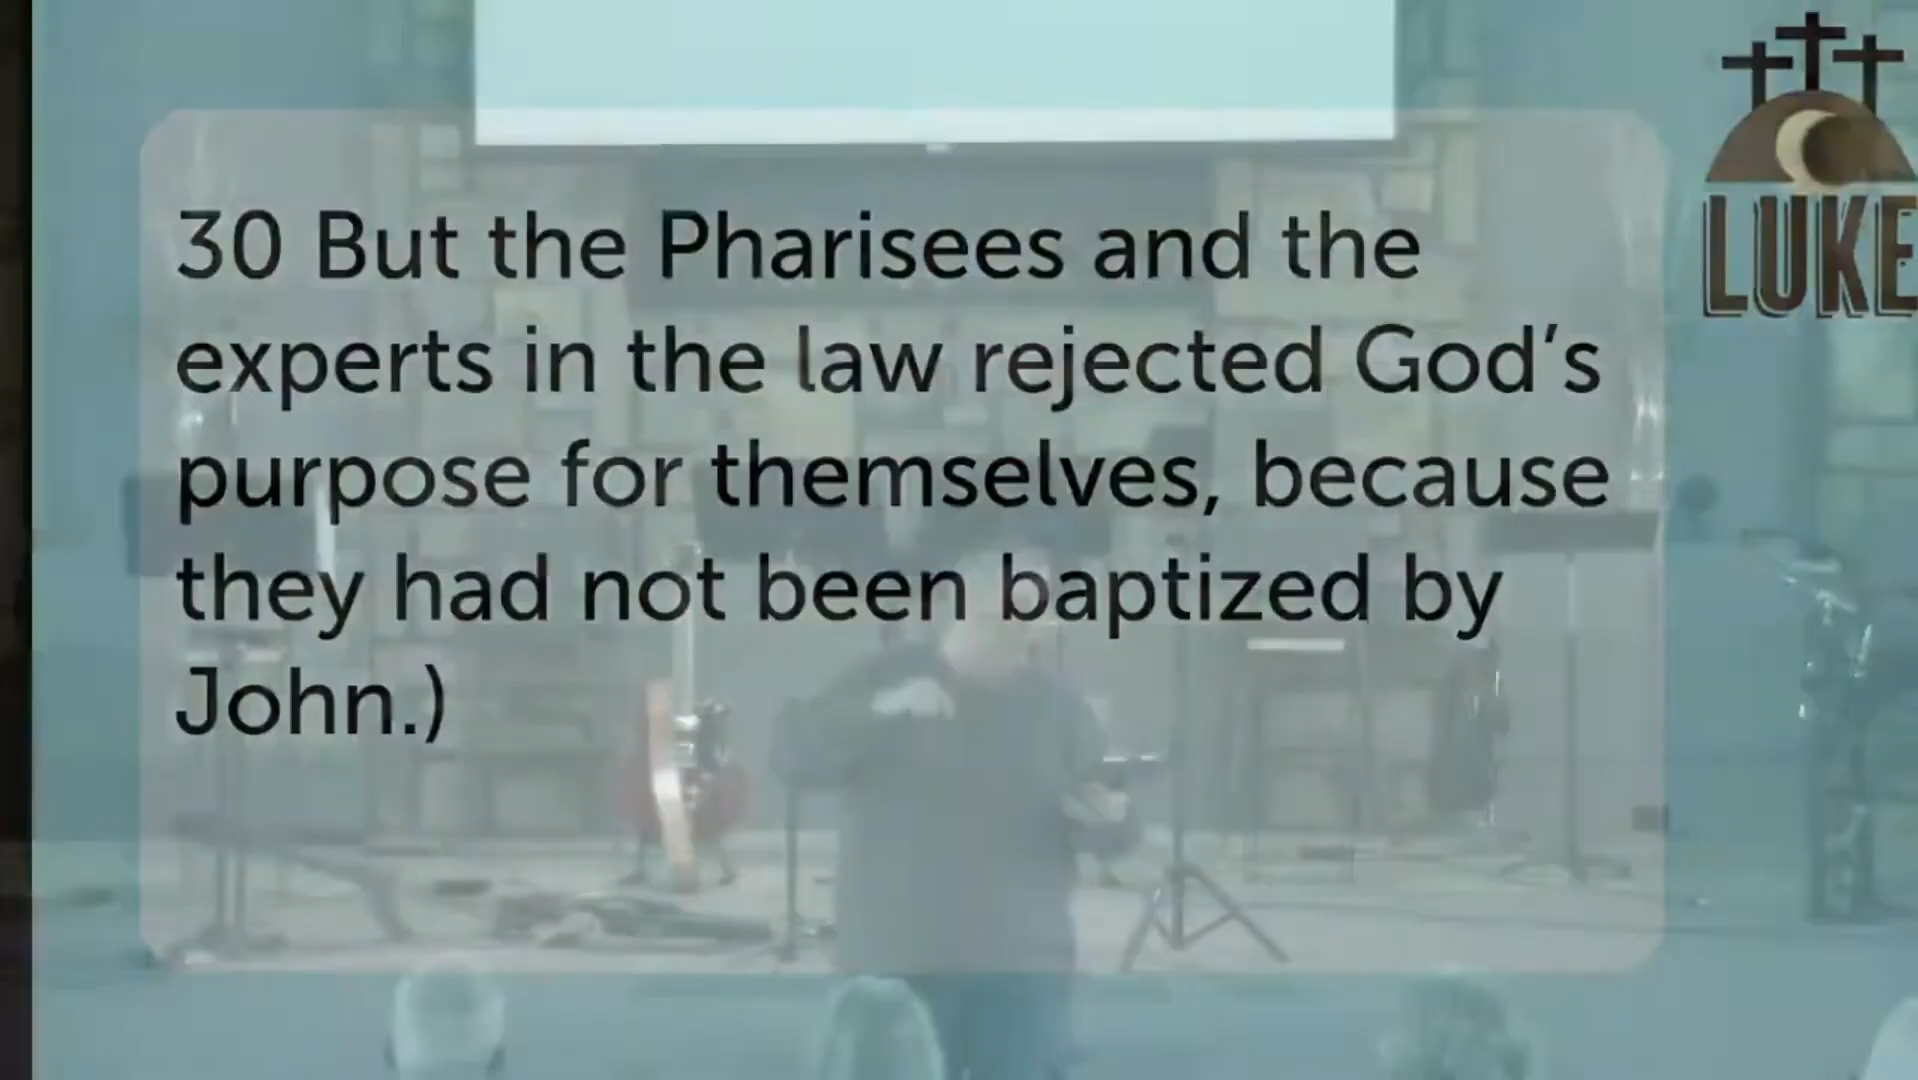 30 But the Pharisees and the
experts in the law rejected God’s
purpose for themselves, because
they had not been baptized by
John.)
LUKE